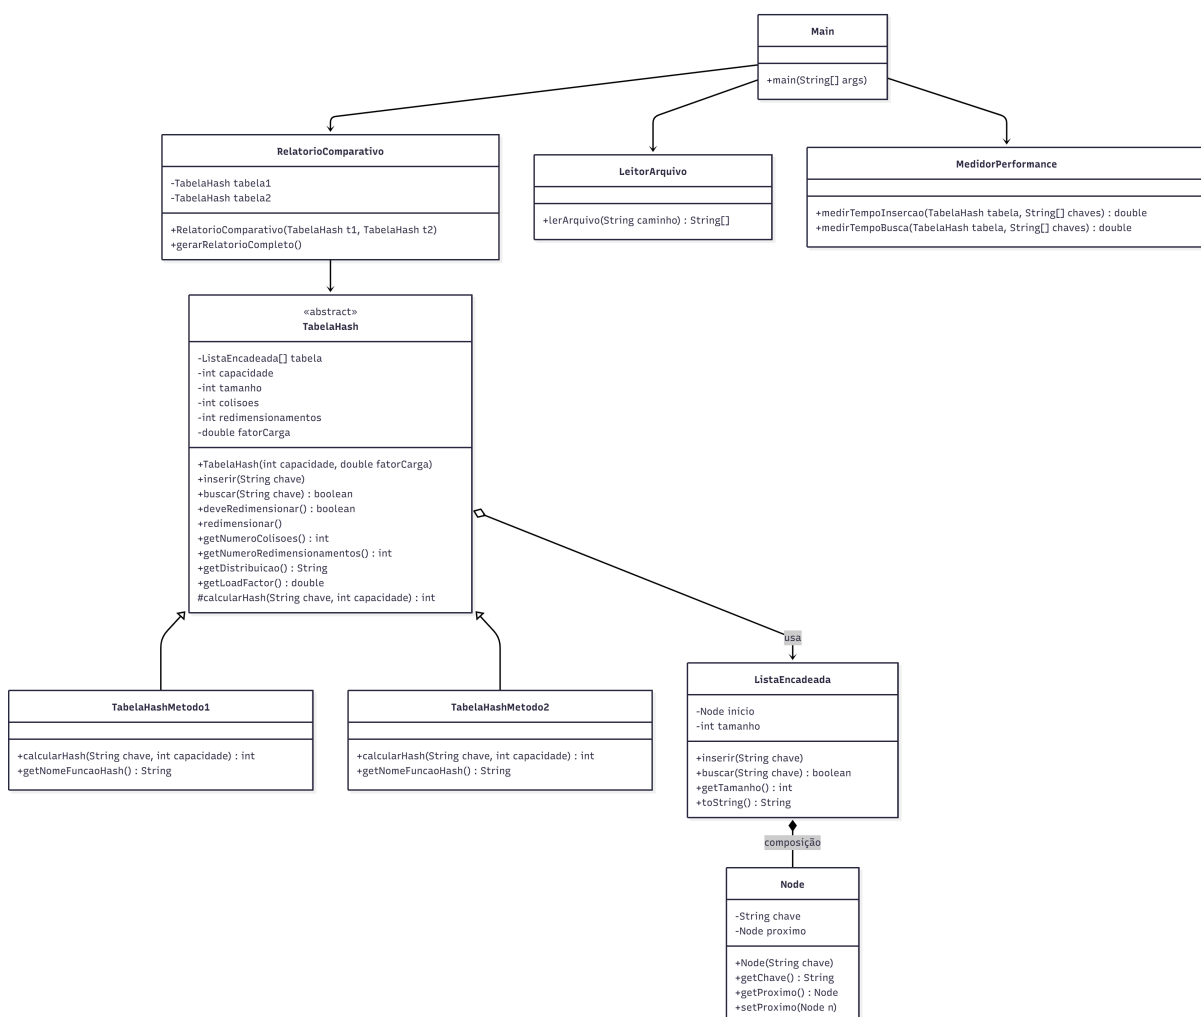 Main
+main(String[] args)
RelatorioComparativo
-TabelaHash tabela1
-TabelaHash tabela2
+RelatorioComparativo(TabelaHash t1, TabelaHash t2)
+gerarRelatorioCompleto()
LeitorArquivo
+lerArquivo(String caminho) : String[]
MedidorPerformance
+medirTempoInsercao(TabelaHash tabela, String[] chaves) : double
+medirTempoBusca(TabelaHash tabela, String[] chaves) : double
«abstract»
TabelaHash
-ListaEncadeada[] tabela
-int capacidade
-int tamanho
-int colisoes
-int redimensionamentos
-double fatorCarga
+TabelaHash(int capacidade, double fatorCarga)
+inserir(String chave)
+buscar(String chave) : boolean
+deveRedimensionar() : boolean
+redimensionar()
+getNumeroColisoes() : int
+getNumeroRedimensionamentos() : int
+getDistribuicao() : String
+getLoadFactor() : double
#calcularHash(String chave, int capacidade) : int
usa
TabelaHashMetodo1
+calcularHash(String chave, int capacidade) : int
+getNomeFuncaoHash() : String
TabelaHashMetodo2
+calcularHash(String chave, int capacidade) : int
+getNomeFuncaoHash() : String
ListaEncadeada
-Node inicio
-int tamanho
+inserir(String chave)
+buscar(String chave) : boolean
+getTamanho() : int
+toString() : String
composição
Node
-String chave
-Node proximo
+Node(String chave)
+getChave() : String
+getProximo() : Node
+setProximo(Node n)